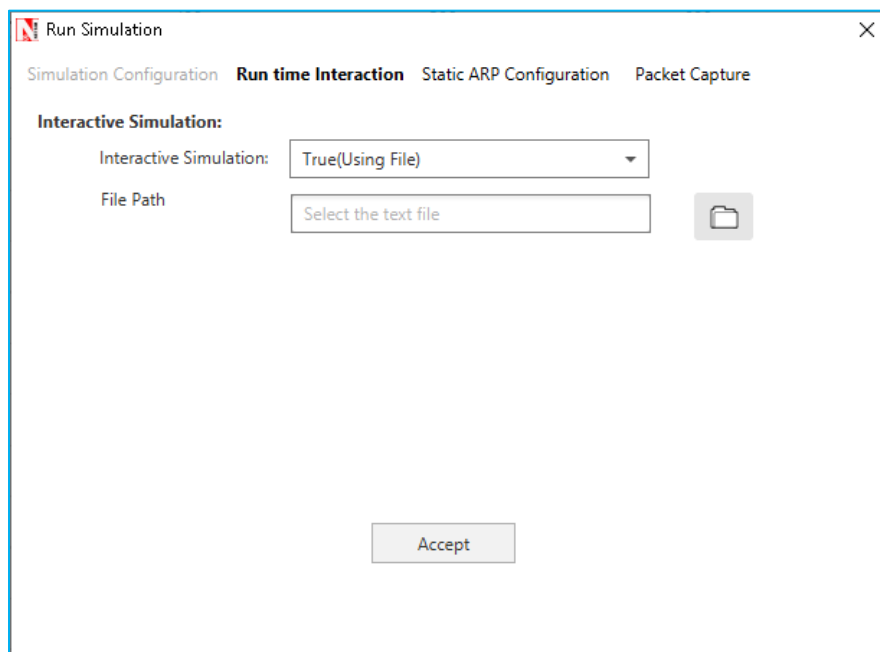 Run Simulation
Simulation Configuration Run time Interaction Static ARP Configuration Packet Capture
Interactive Simulation:
Interactive Simulation: True(Using File)
File Path Select the text file
Accept